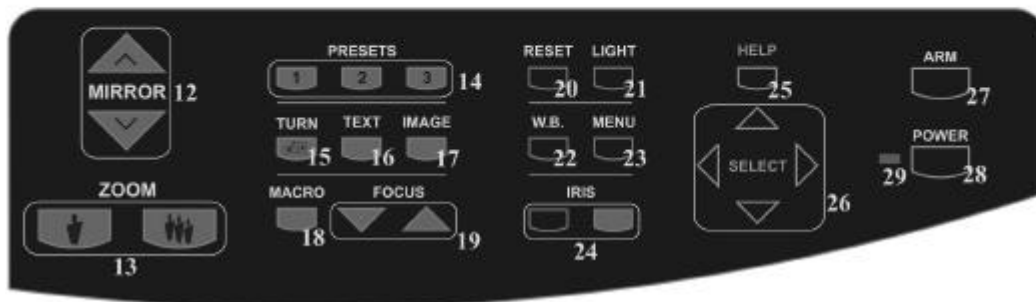 PRESETS
1 2 3 14
MIRROR 12
RESET LIGHT
20 21
HELP
25
ARM
27
TURN TEXT IMAGE
15 16 17
W.B. MENU
22 23
SELECT
26
POWER
29 28
ZOOM
13
MACRO FOCUS
18 19
IRIS
24